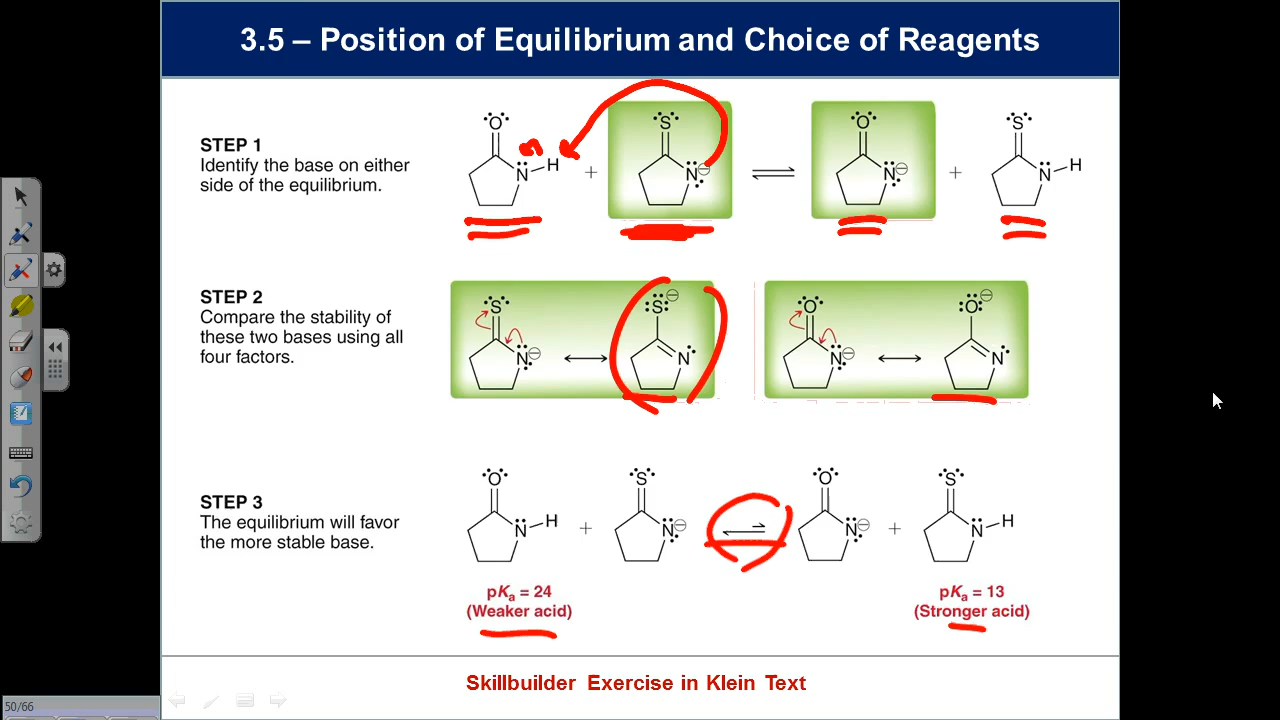 3.5 – Position of Equilibrium and Choice of Reagents
STEP 1
Identify the base on either
side of the equilibrium.
O
N
H
+
S
N
⊖
O
N
⊖
+
S
N
H
STEP 2
Compare the stability of
these two bases using all
four factors.
S
N
⊖
S
⊖
N
O
N
⊖
O
⊖
N
STEP 3
The equilibrium will favor
the more stable base.
O
N
H
+
S
N
⊖
O
N
⊖
+
S
N
H
pKa = 24
(Weaker acid)
pKa = 13
(Stronger acid)
Skillbuilder Exercise in Klein Text
50/66